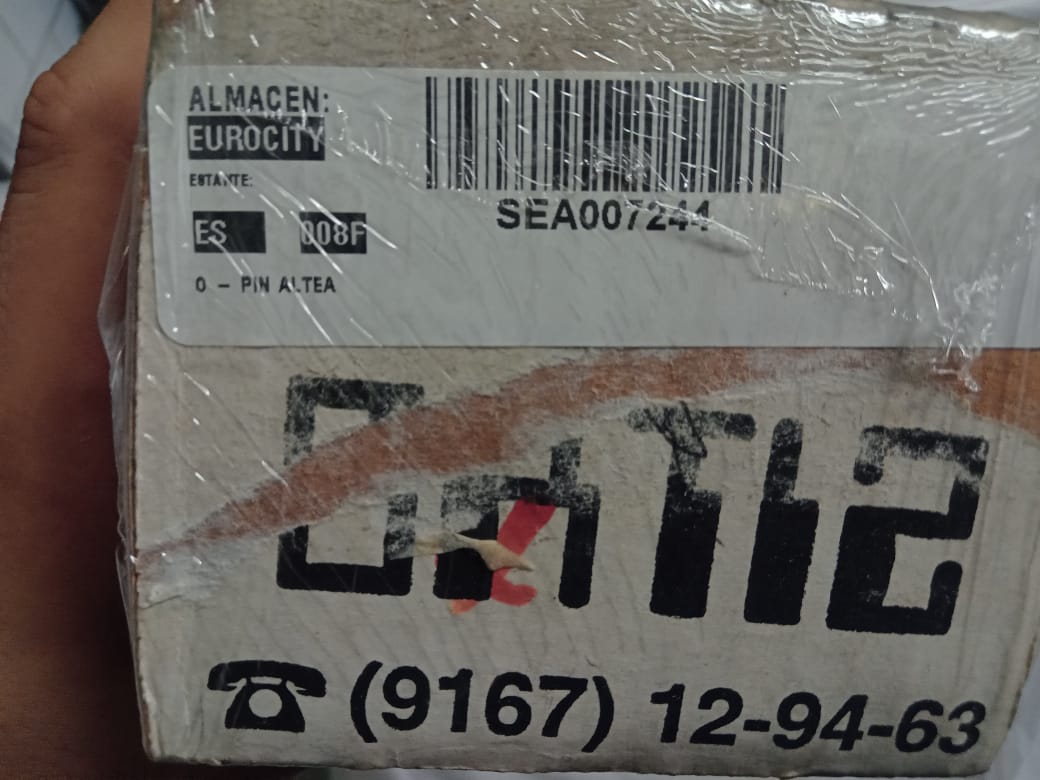 ALMACEN:
EUROCITY
ESTANTE:
ES 008F
0 - PIN ALTEA
SEA007244
(9167) 12-94-63